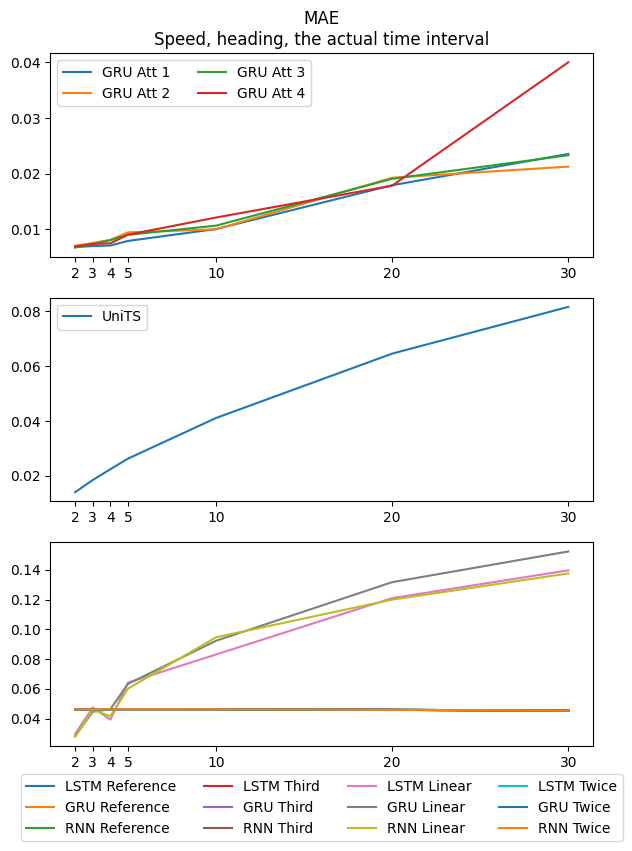 MAE
Speed, heading, the actual time interval
GRU Att 1 GRU Att 3
GRU Att 2 GRU Att 4
0.04
0.03
0.02
0.01
2 3 4 5 10 20 30
UniTS
0.08
0.06
0.04
0.02
2 3 4 5 10 20 30
0.14
0.12
0.10
0.08
0.06
0.04
2 3 4 5 10 20 30
LSTM Reference LSTM Third LSTM Linear LSTM Twice
GRU Reference GRU Third GRU Linear GRU Twice
RNN Reference RNN Third RNN Linear RNN Twice